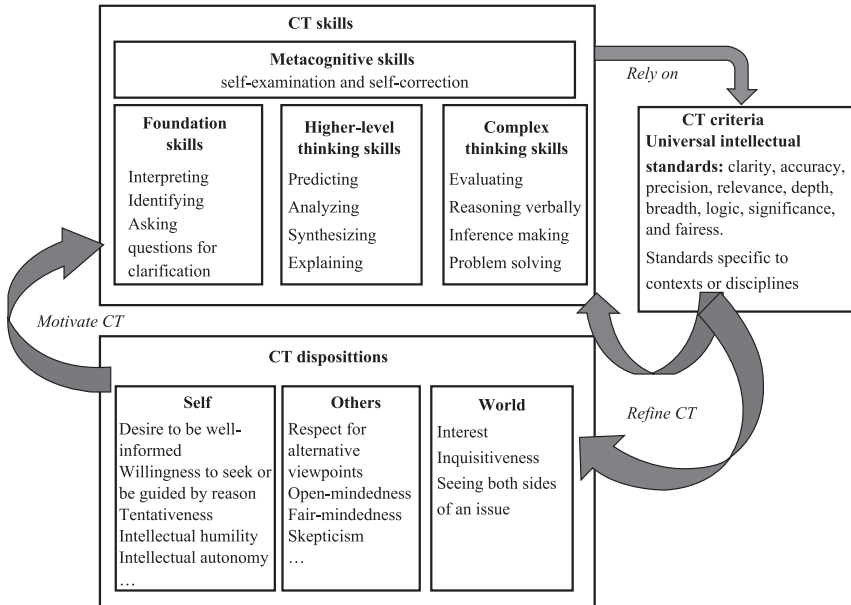 CT skills
Metacognitive skills
self-examination and self-correction
Foundation
skills
Interpreting
Identifying
Asking
questions for
clarification
Higher-level
thinking skills
Predicting
Analyzing
Synthesizing
Explaining
Complex
thinking skills
Evaluating
Reasoning verbally
Inference making
Problem solving
Rely on
CT criteria
Universal intellectual
standards: clarity, accuracy,
precision, relevance, depth,
breadth, logic, significance,
and fairess.
Standards specific to
contexts or disciplines
Motivate CT
Refine CT
CT disposittions
Self
Desire to be well-
informed
Willingness to seek or
be guided by reason
Tentativeness
Intellectual humility
Intellectual autonomy
…
Others
Respect for
alternative
viewpoints
Open-mindedness
Fair-mindedness
Skepticism
…
World
Interest
Inquisitiveness
Seeing both sides
of an issue